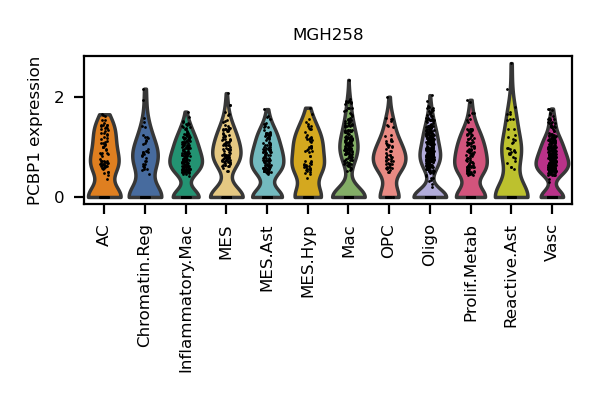 MGH258
PCBP1 expression
2
0
AC
Chromatin.Reg
Inflammatory.Mac
MES
MES.Ast
MES.Hyp
Mac
OPC
Oligo
Prolif.Metab
Reactive.Ast
Vasc